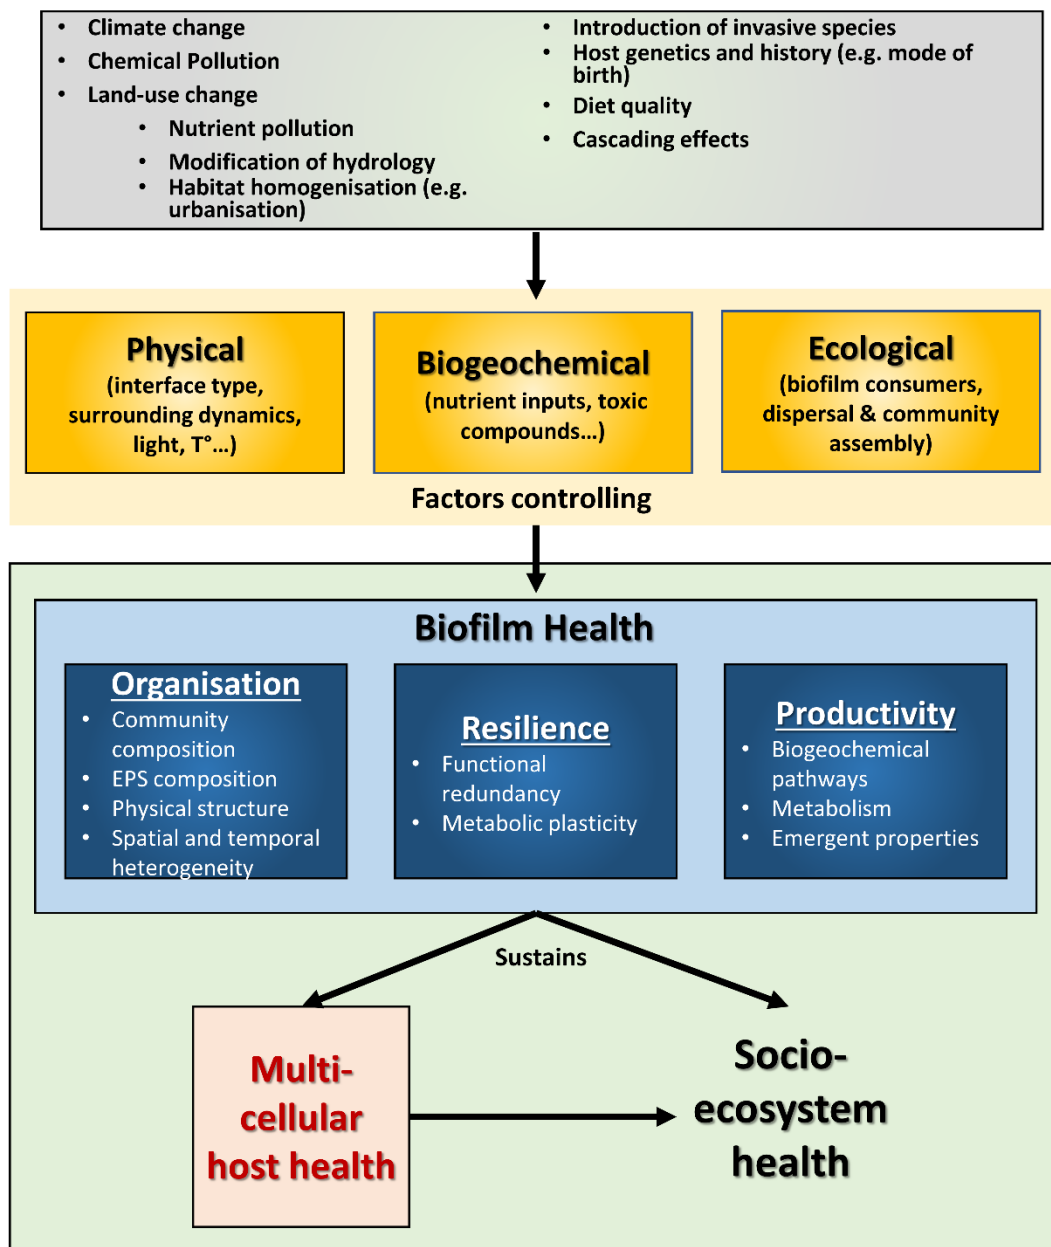 • Climate change
• Chemical Pollution
• Land-use change
• Nutrient pollution
• Modification of hydrology
• Habitat homogenisation (e.g.
urbanisation)
• Introduction of invasive species
• Host genetics and history (e.g. mode of
birth)
• Diet quality
• Cascading effects
Physical
(interface type,
surrounding dynamics,
light, T°...)
Biogeochemical
(nutrient inputs, toxic
compounds...)
Ecological
(biofilm consumers,
dispersal & community
assembly)
Factors controlling
Biofilm Health
Organisation
• Community
composition
• EPS composition
• Physical structure
• Spatial and temporal
heterogeneity
Resilience
• Functional
redundancy
• Metabolic plasticity
Productivity
• Biogeochemical
pathways
• Metabolism
• Emergent properties
Sustains
Multi-
cellular
host health
Socio-
ecosystem
health